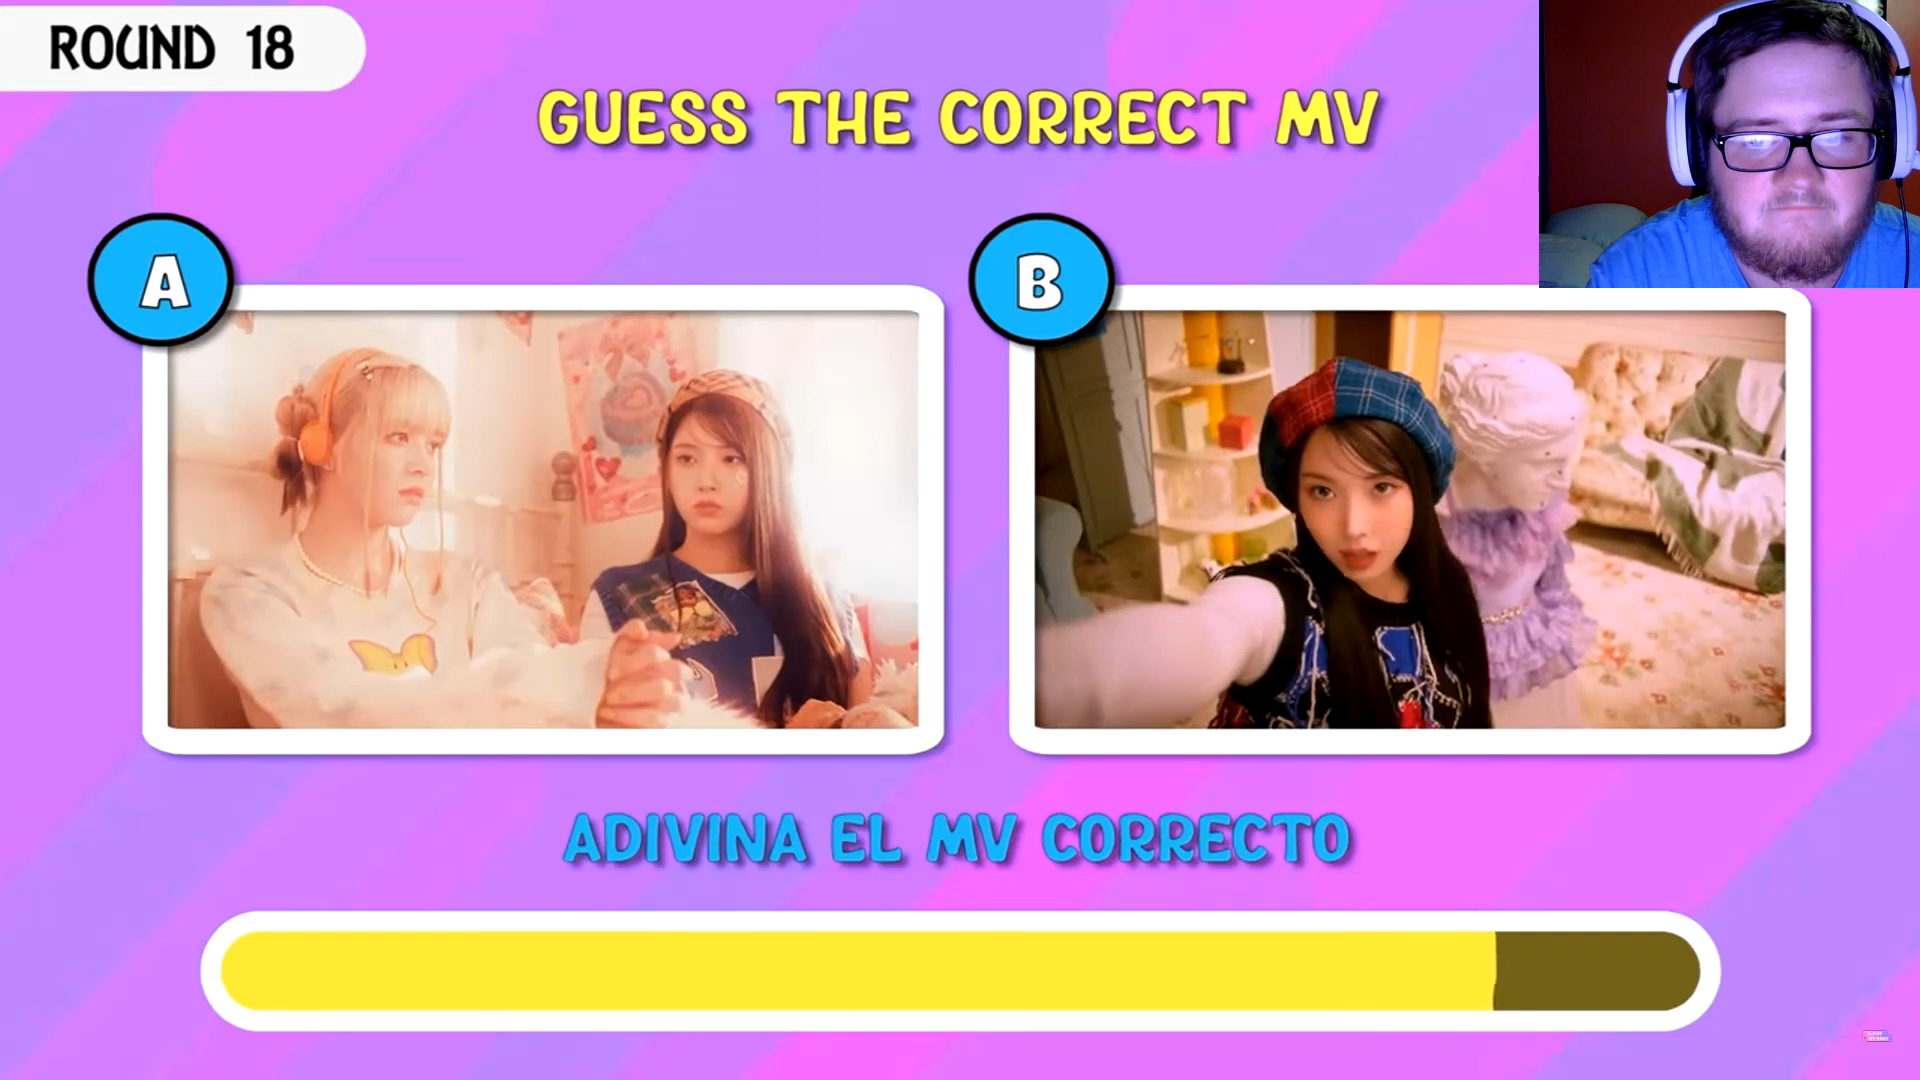 ROUND 18
GUESS THE CORRECT MV
A
B
ADIVINA EL MV CORRECTO